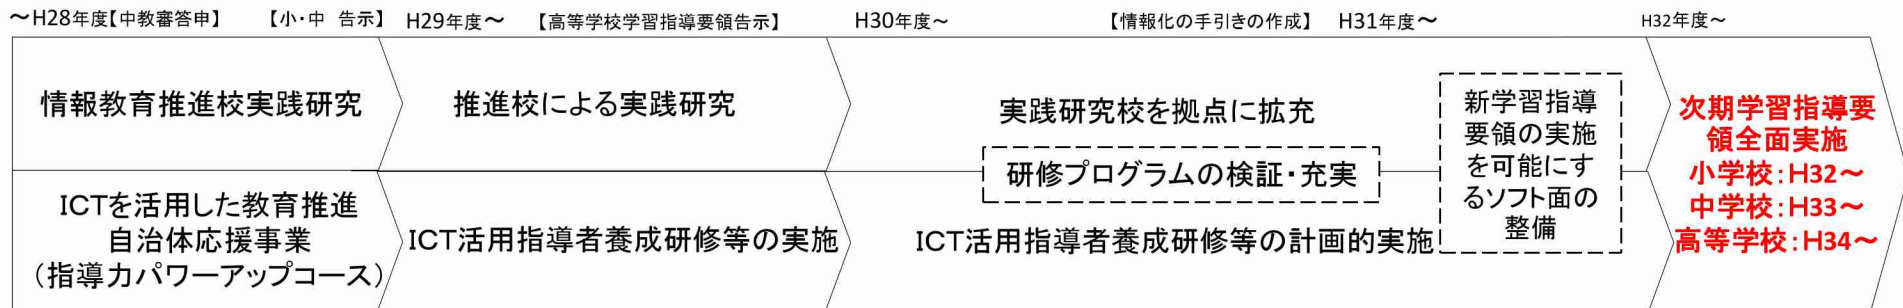 ～H28年度【中教審答申】 【小・中 告示】 H29年度～ 【高等学校学習指導要領告示】 H30年度～ 【情報化の手引きの作成】 H31年度～ H32年度～
情報教育推進校実践研究
ICTを活用した教育推進
自治体応援事業
（指導力パワーアップコース）
推進校による実践研究
ICT活用指導者養成研修等の実施
実践研究校を拠点に拡充
研修プログラムの検証・充実
ICT活用指導者養成研修等の計画的実施
新学習指導
要領の実施
を可能にす
るソフト面の
整備
次期学習指導要
領全面実施
小学校：H32～
中学校：H33～
高等学校：H34～